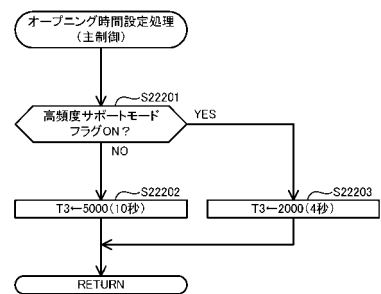 オープニング時間設定処理
(主制御)
S22201
高頻度サポートモード
フラグON？
YES
NO
S22202
T3←5000(10秒)
S22203
T3←2000(4秒)
RETURN